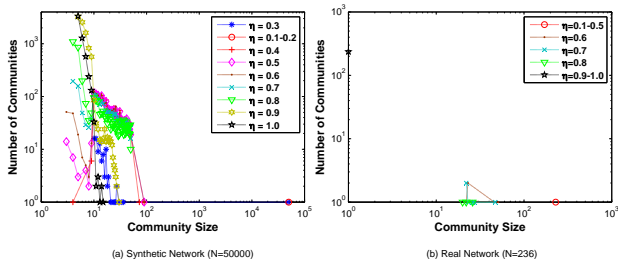 10³
10²
10¹
10⁰
Number of Communities
10⁰ 10¹ 10² 10³ 10⁴ 10⁵
Community Size
η = 0.3
η = 0.1-0.2
η = 0.4
η = 0.5
η = 0.6
η = 0.7
η = 0.8
η = 0.9
η = 1.0
(a) Synthetic Network (N=50000)
10³
10²
10¹
10⁰
Number of Communities
10⁰ 10¹ 10² 10³
Community Size
η=0.1-0.5
η=0.6
η=0.7
η=0.8
η=0.9-1.0
(b) Real Network (N=236)